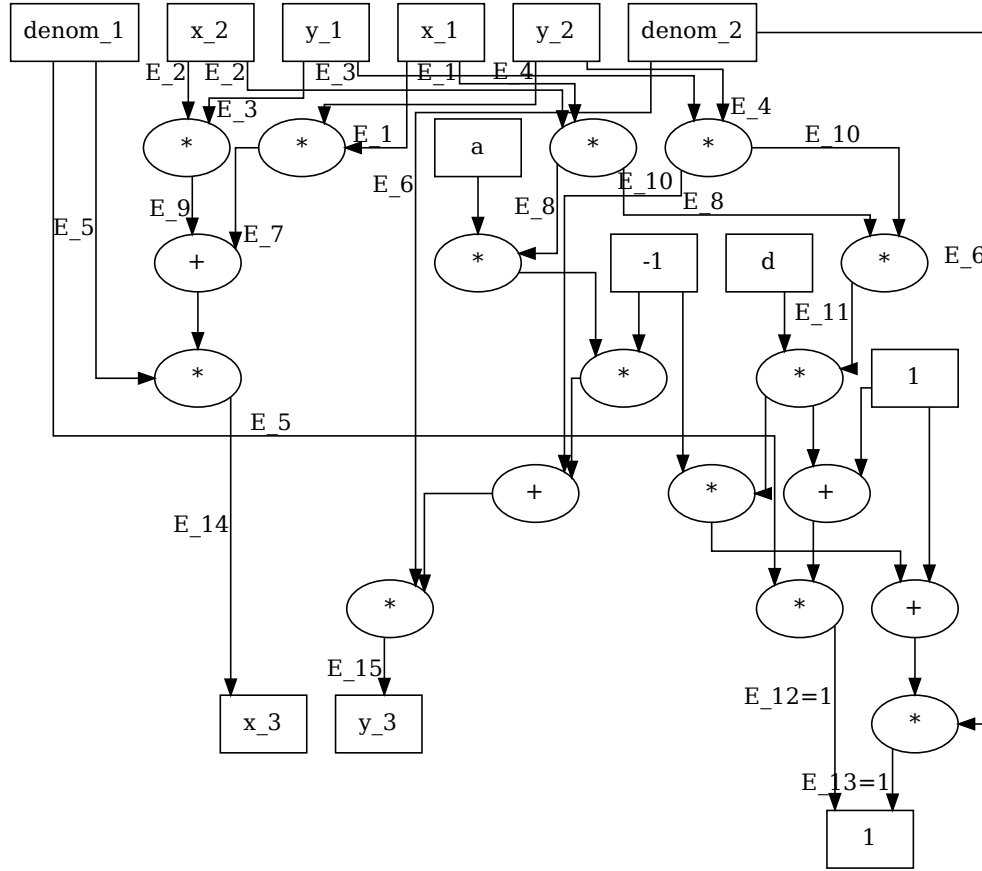 denom_1 x_2 y_1 x_1 y_2 denom_2
E_2 E_2 E_3 E_1 E_4
E_3 E_4
* * E_1 a * * E_10
E_6 E_10
E_5 E_9 E_7 E_8 E_8
+ * -1 d * E_6
E_11
* * * 1
E_5
+ * +
E_14
* * +
E_15
x_3 y_3 E_12=1 *
E_13=1
1